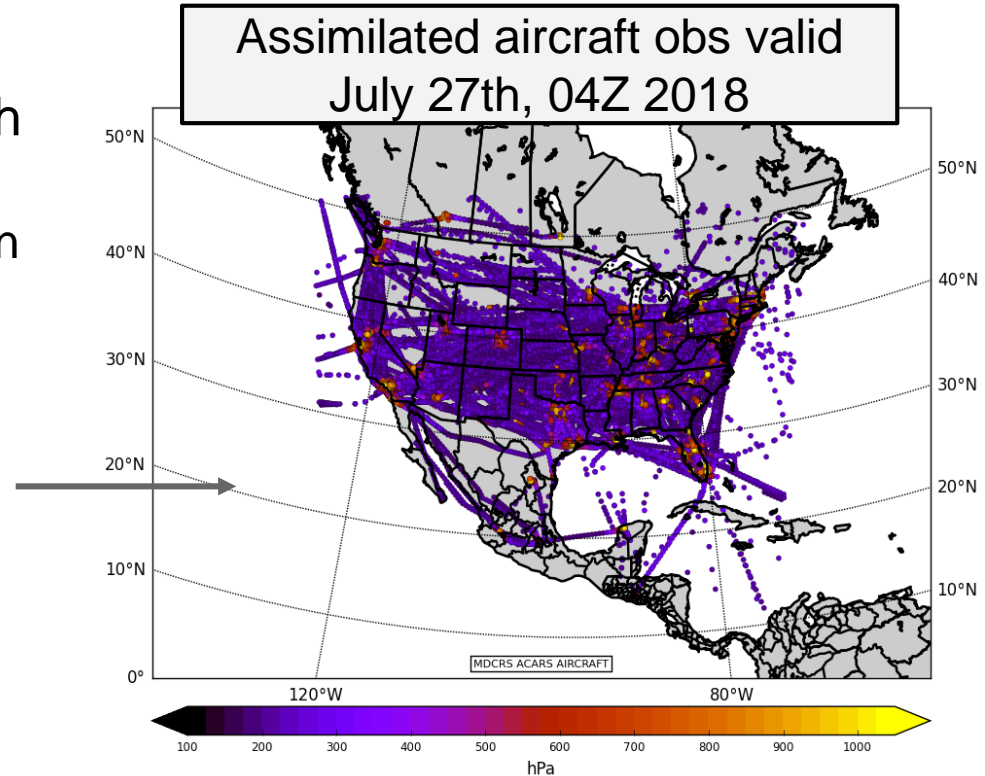 Assimilated aircraft obs valid
July 27th, 04Z 2018
h
n
50°N
40°N
30°N
20°N
10°N
0°
50°N
40°N
30°N
20°N
10°N
MDCRS ACARS AIRCRAFT
120°W 80°W
100 200 300 400 500 600 700 800 900 1000
hPa